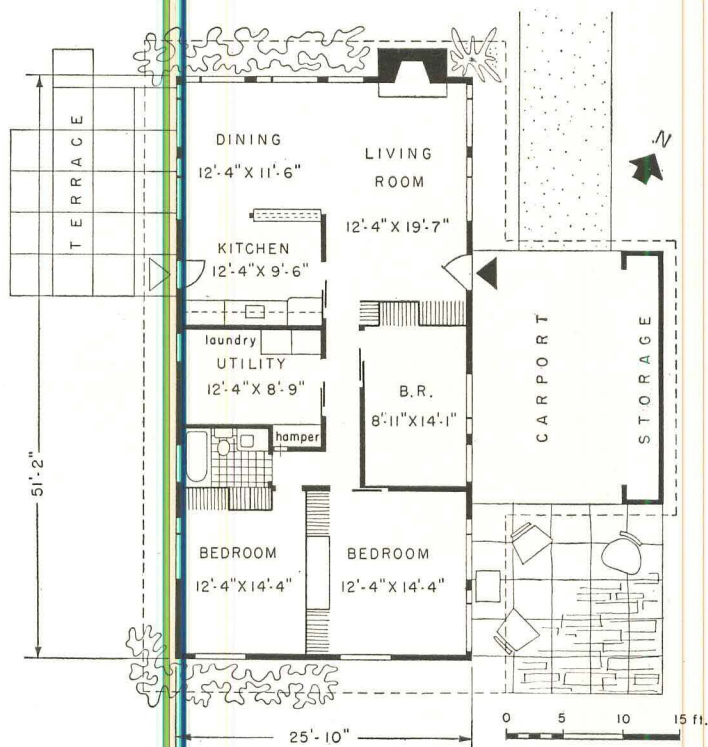 TERRACE
DINING
12'-4" X 11'-6"
LIVING
ROOM
12'-4" X 19'-7"
N
KITCHEN
12'-4" X 9'-6"
laundry
UTILITY
12'-4" X 8'-9"
B.R.
8'-11" X 14'-1"
CARPORT
STORAGE
hamper
51'-2"
BEDROOM
12'-4" X 14'-4"
BEDROOM
12'-4" X 14'-4"
25'-10"
0 5 10 15 ft.